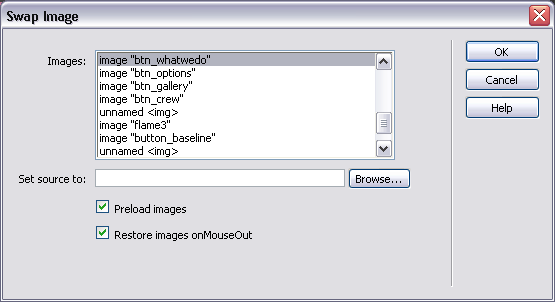 Swap Image
Images:
image "btn_whatwedo"
image "btn_options"
image "btn_gallery"
image "btn_crew"
unnamed <img>
image "flame3"
image "button_baseline"
unnamed <img>
Set source to:
Browse...
Preload images
Restore images onMouseOut
OK
Cancel
Help